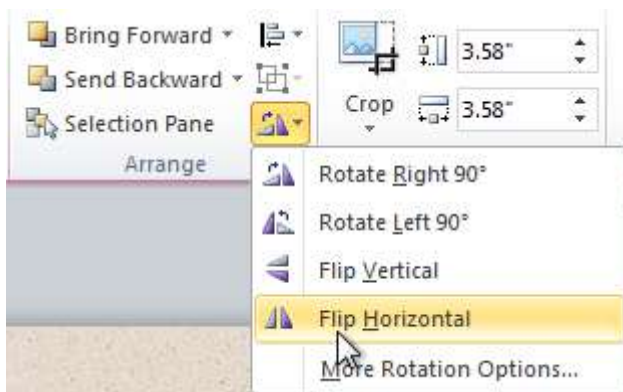 Bring Forward
Send Backward
Selection Pane
Arrange
Crop
3.58"
3.58"
Rotate Right 90°
Rotate Left 90°
Flip Vertical
Flip Horizontal
More Rotation Options...